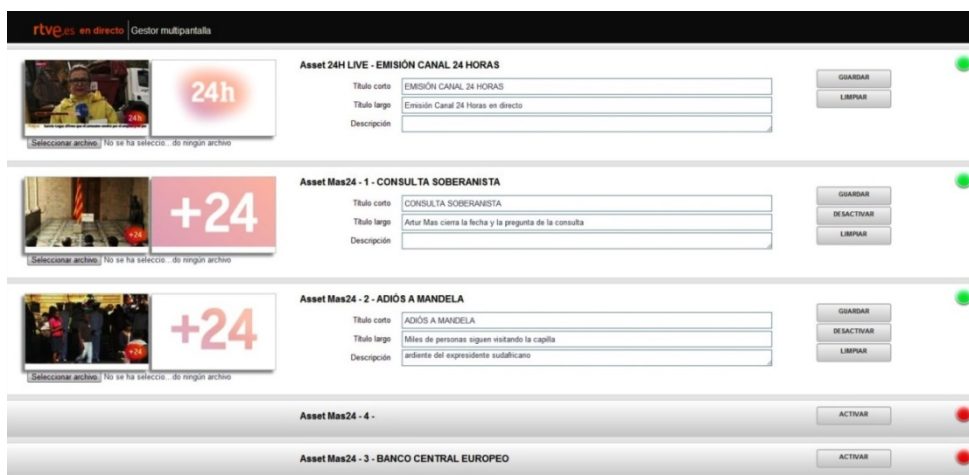 rtve.es en directo Gestor multipantalla
Asset 24H LIVE - EMISIÓN CANAL 24 HORAS
24h
24h
Título corto EMISIÓN CANAL 24 HORAS
Título largo Emisión Canal 24 Horas en directo
Descripción
GUARDAR
LIMPIAR
Seleccionar archivo No se ha seleccio...do ningún archivo
Asset Mas24 - 1 - CONSULTA SOBERANISTA
+24
+24
Título corto CONSULTA SOBERANISTA
Título largo Artur Mas cierra la fecha y la pregunta de la consulta
Descripción
GUARDAR
DESACTIVAR
LIMPIAR
Seleccionar archivo No se ha seleccio...do ningún archivo
Asset Mas24 - 2 - ADIÓS A MANDELA
+24
+24
Título corto ADIÓS A MANDELA
Título largo Miles de personas siguen visitando la capilla
Descripción ardiente del expresidente sudafricano
GUARDAR
DESACTIVAR
LIMPIAR
Seleccionar archivo No se ha seleccio...do ningún archivo
Asset Mas24 - 4 -
ACTIVAR
Asset Mas24 - 3 - BANCO CENTRAL EUROPEO
ACTIVAR